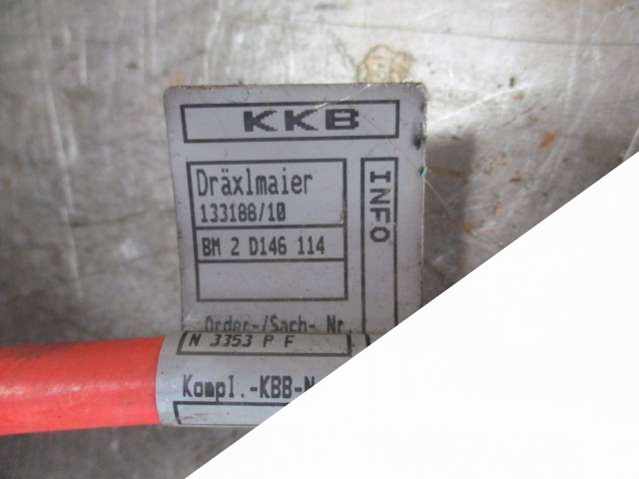 KKB
Dräxlmaier
133188/10
BM 2 D146 114
INFO
Order-/Sach- Nr.
N 3353 P F
Kompl.-KBB-N